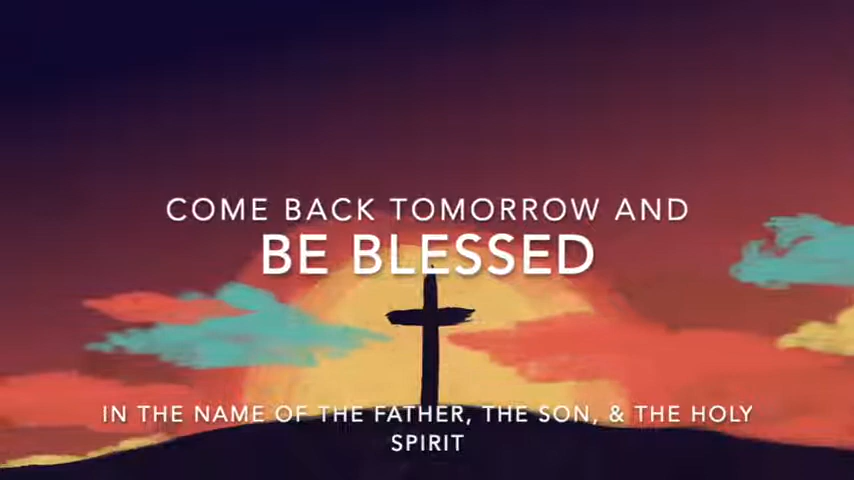 COME BACK TOMORROW AND
BE BLESSED
IN THE NAME OF THE FATHER, THE SON, & THE HOLY
SPIRIT